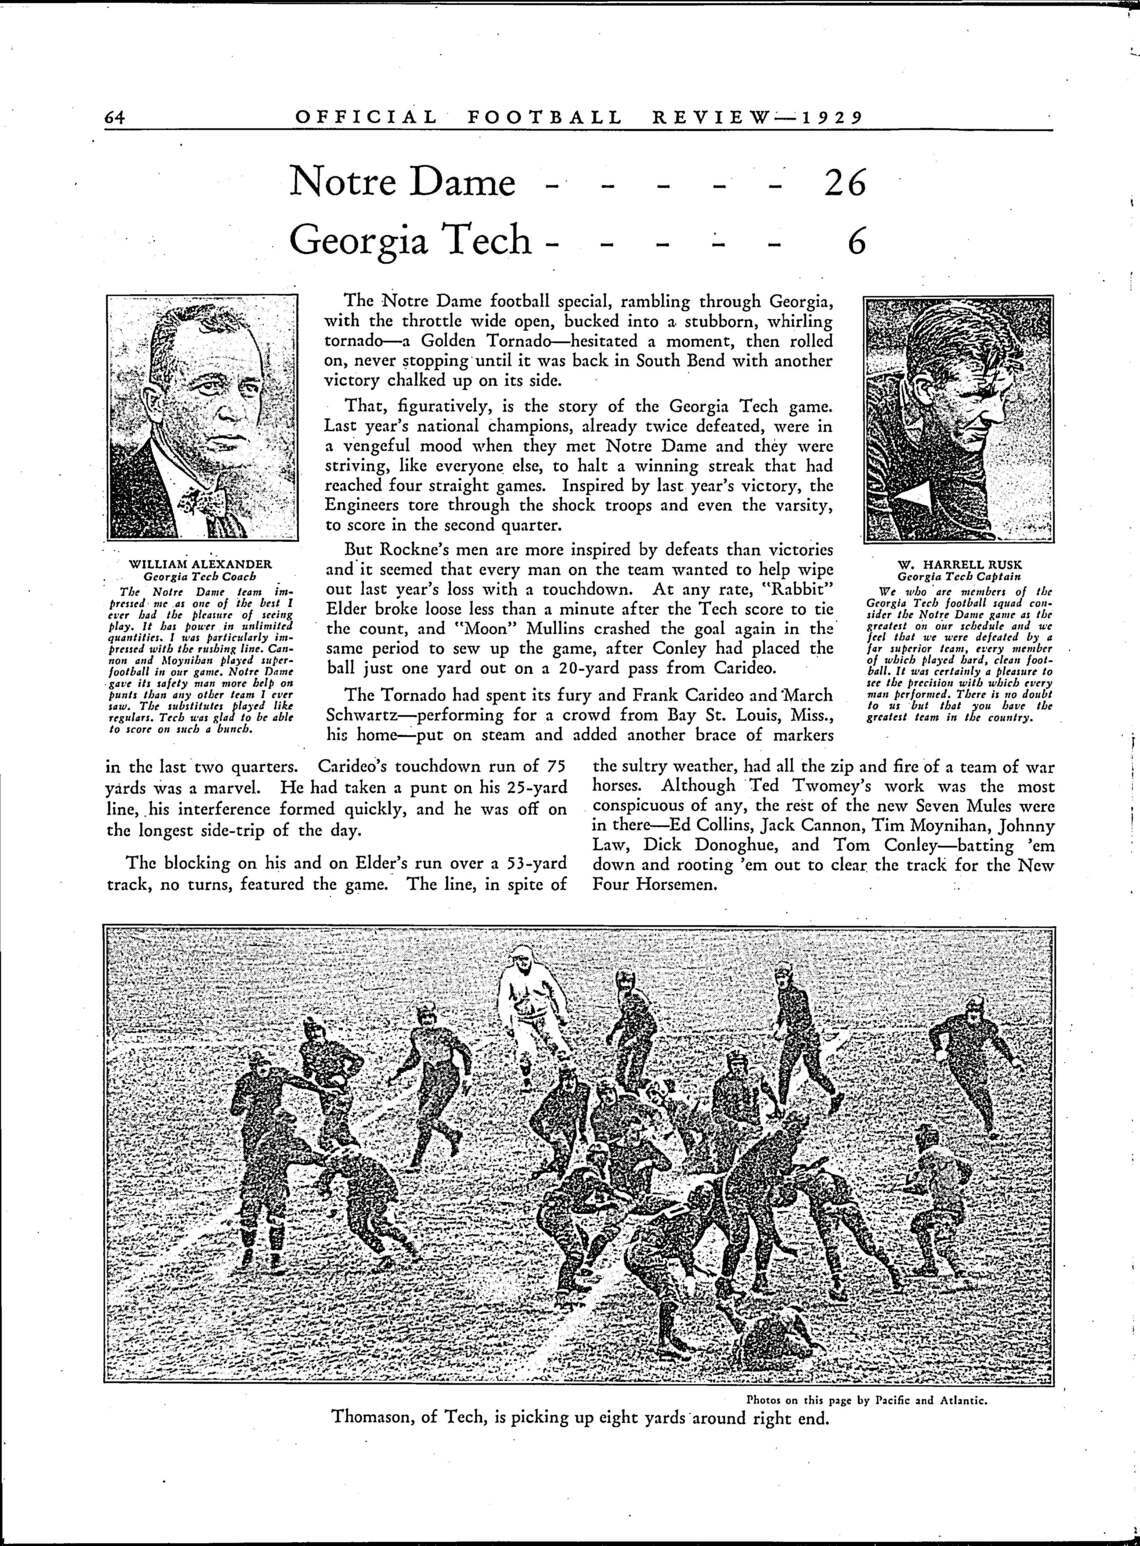 64
OFFICIAL FOOTBALL REVIEW—1929
Notre Dame - - - - - 26
Georgia Tech - - - - - 6
WILLIAM ALEXANDER
Georgia Tech Coach
The Notre Dame team im-
pressed me as one of the best I
ever had the pleasure of seeing
play. It has power in unlimited
quantities. I was particularly im-
pressed with the rushing line. Can-
non and Moynihan played super-
football in our game. Notre Dame
gave its safety man more help on
punts than any other team I ever
saw. The substitutes played like
regulars. Tech was glad to be able
to score on such a bunch.
The Notre Dame football special, rambling through Georgia,
with the throttle wide open, bucked into a stubborn, whirling
tornado—a Golden Tornado—hesitated a moment, then rolled
on, never stopping until it was back in South Bend with another
victory chalked up on its side.
That, figuratively, is the story of the Georgia Tech game.
Last year's national champions, already twice defeated, were in
a vengeful mood when they met Notre Dame and they were
striving, like everyone else, to halt a winning streak that had
reached four straight games. Inspired by last year's victory, the
Engineers tore through the shock troops and even the varsity,
to score in the second quarter.
But Rockne's men are more inspired by defeats than victories
and it seemed that every man on the team wanted to help wipe
out last year's loss with a touchdown. At any rate, "Rabbit"
Elder broke loose less than a minute after the Tech score to tie
the count, and "Moon" Mullins crashed the goal again in the
same period to sew up the game, after Conley had placed the
ball just one yard out on a 20-yard pass from Carideo.
The Tornado had spent its fury and Frank Carideo and March
Schwartz—performing for a crowd from Bay St. Louis, Miss.,
his home—put on steam and added another brace of markers
W. HARRELL RUSK
Georgia Tech Captain
We who are members of the
Georgia Tech football squad con-
sider the Notre Dame game as the
greatest on our schedule and we
feel that we were defeated by a
far superior team, every member
of which played hard, clean foot-
ball. It was certainly a pleasure to
see the precision with which every
man performed. There is no doubt
to us but that you have the
greatest team in the country.
in the last two quarters. Carideo's touchdown run of 75
yards was a marvel. He had taken a punt on his 25-yard
line, his interference formed quickly, and he was off on
the longest side-trip of the day.
The blocking on his and on Elder's run over a 53-yard
track, no turns, featured the game. The line, in spite of
the sultry weather, had all the zip and fire of a team of war
horses. Although Ted Twomey's work was the most
conspicuous of any, the rest of the new Seven Mules were
in there—Ed Collins, Jack Cannon, Tim Moynihan, Johnny
Law, Dick Donoghue, and Tom Conley—batting 'em
down and rooting 'em out to clear the track for the New
Four Horsemen.
Photos on this page by Pacific and Atlantic.
Thomason, of Tech, is picking up eight yards around right end.